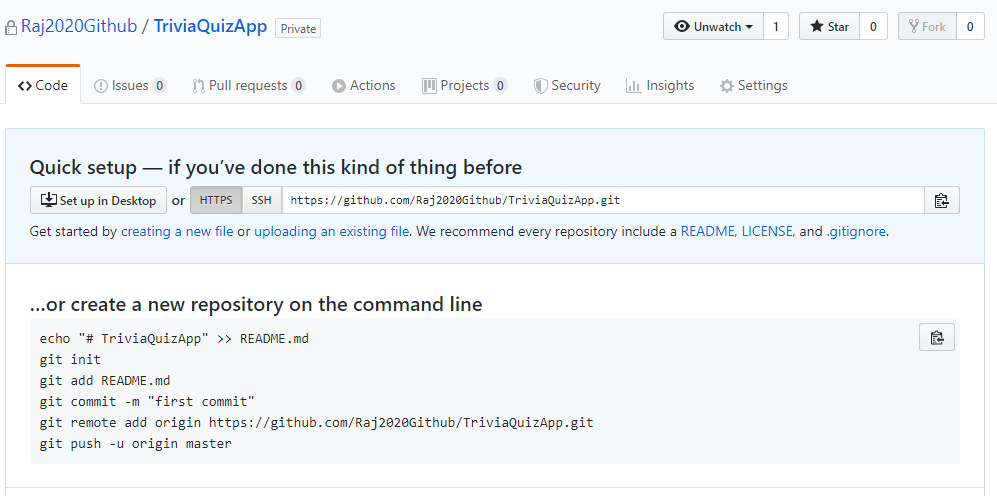 Raj2020Github / TriviaQuizApp Private Unwatch 1 Star 0 Fork 0
Code Issues 0 Pull requests 0 Actions Projects 0 Security Insights Settings
Quick setup — if you’ve done this kind of thing before
Set up in Desktop or HTTPS SSH https://github.com/Raj2020Github/TriviaQuizApp.git
Get started by creating a new file or uploading an existing file. We recommend every repository include a README, LICENSE, and .gitignore.
…or create a new repository on the command line
echo "# TriviaQuizApp" >> README.md
git init
git add README.md
git commit -m "first commit"
git remote add origin https://github.com/Raj2020Github/TriviaQuizApp.git
git push -u origin master